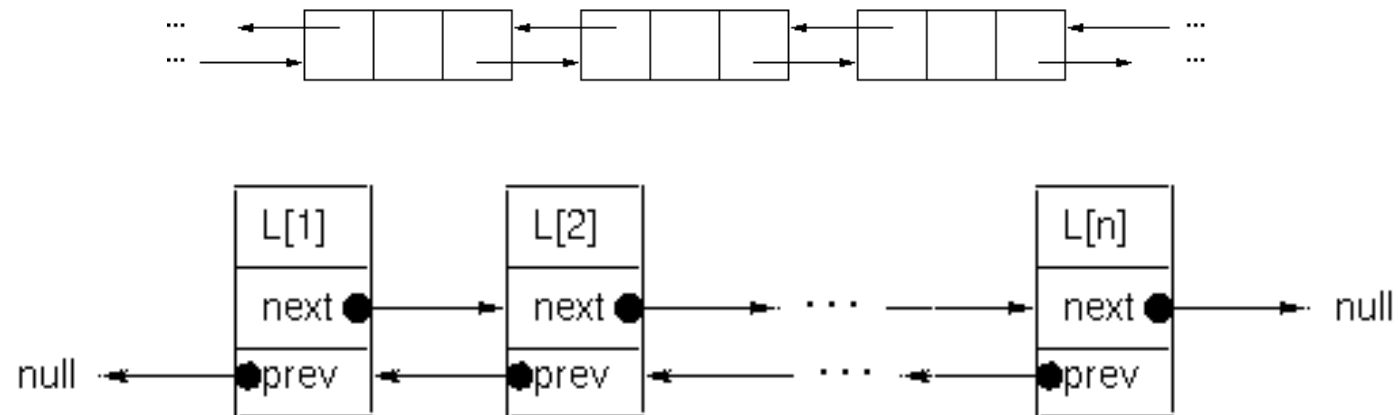 ... ...
... ...
L[1] L[2] L[n]
next next ... next null
null prev prev ... prev